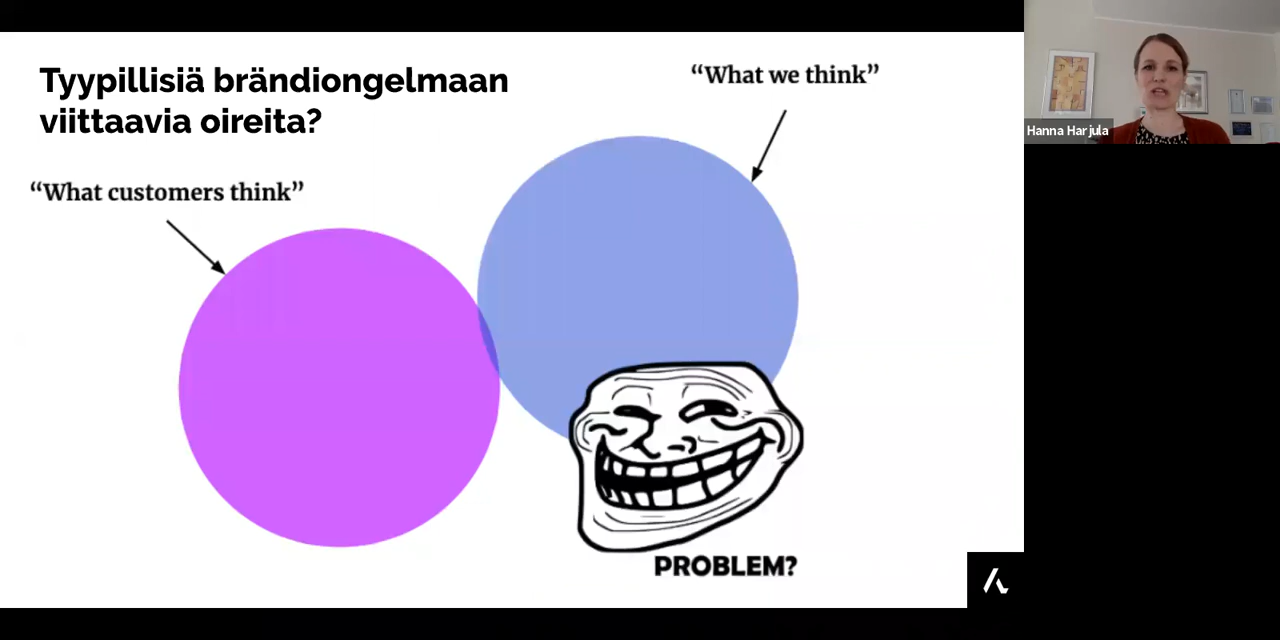 Tyypillisiä brändiongelmaan
viittaavia oireita?
“What we think”
“What customers think”
PROBLEM?
Hanna Harjula